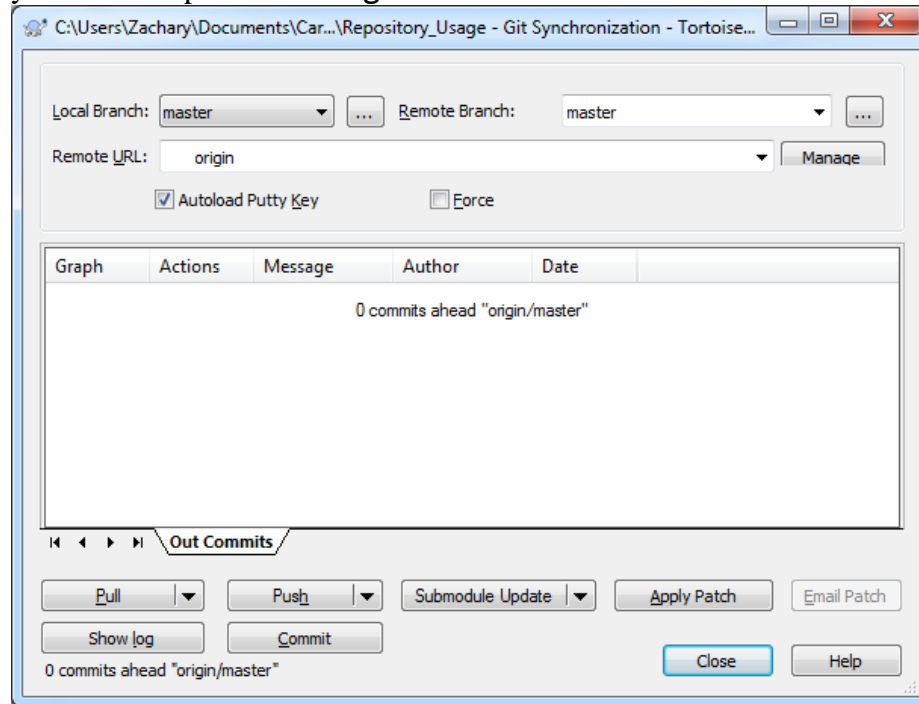 C:\Users\Zachary\Documents\Car...\Repository_Usage - Git Synchronization - Tortoise...
Local Branch: master ... Remote Branch: master ...
Remote URL: origin Manage
Autoload Putty Key Force
Graph Actions Message Author Date
0 commits ahead "origin/master"
Out Commits
Pull Push Submodule Update Apply Patch Email Patch
Show log Commit
Close Help
0 commits ahead "origin/master"